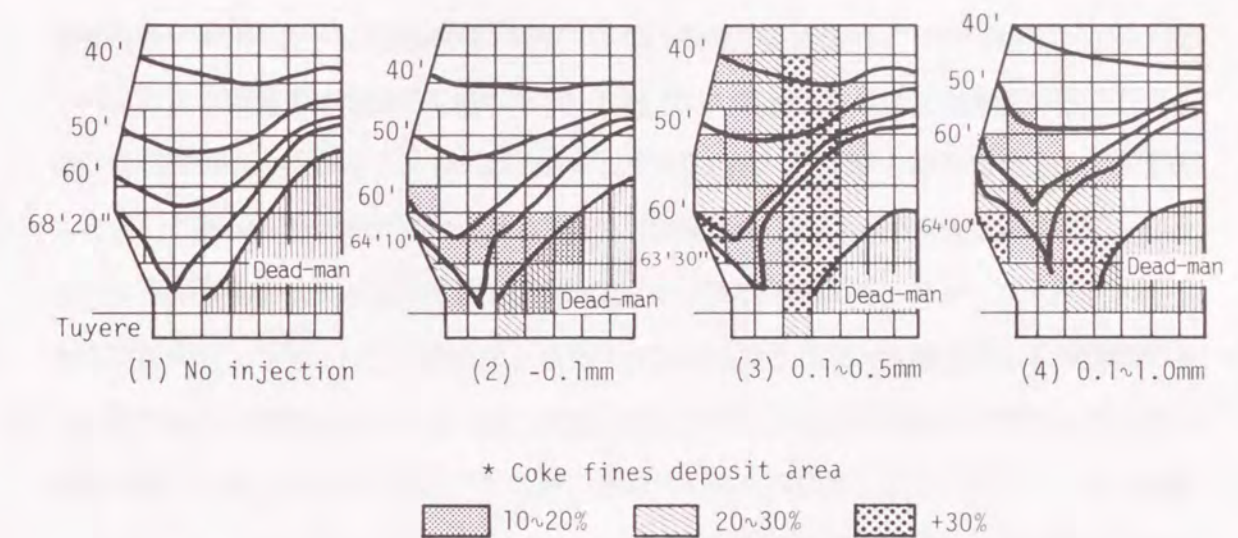 40'
50'
60'
68'20"
Dead-man
Tuyere
(1) No injection
40'
50'
60'
64'10"
Dead-man
(2) -0.1mm
40'
50'
60'
63'30"
Dead-man
(3) 0.1~0.5mm
40'
50'
60'
64'00"
Dead-man
(4) 0.1~1.0mm
* Coke fines deposit area
10~20% 20~30% +30%